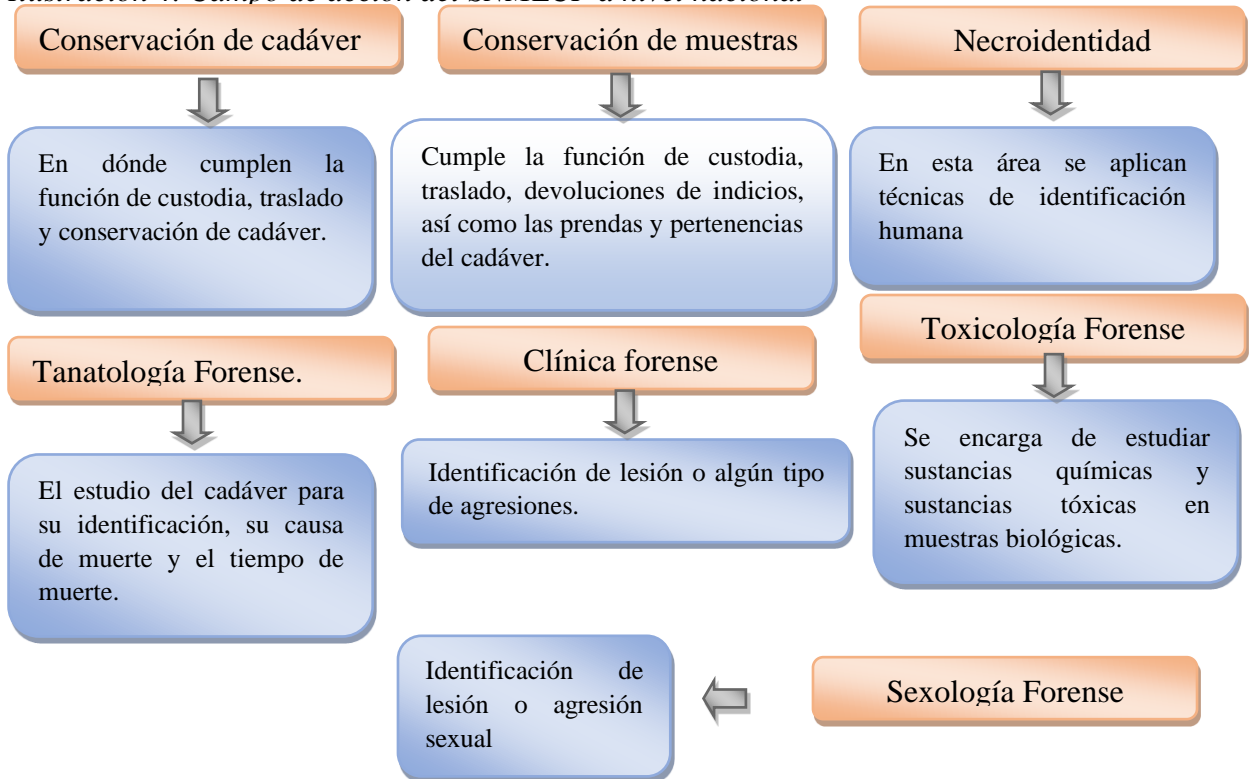 Conservación de cadáver
En dónde cumplen la
función de custodia, traslado
y conservación de cadáver.
Conservación de muestras
Cumple la función de custodia,
traslado, devoluciones de indicios,
así como las prendas y pertenencias
del cadáver.
Necroidentidad
En esta área se aplican
técnicas de identificación
humana
Tanatología Forense.
El estudio del cadáver para
su identificación, su causa
de muerte y el tiempo de
muerte.
Clínica forense
Identificación de lesión o algún tipo
de agresiones.
Toxicología Forense
Se encarga de estudiar
sustancias químicas y
sustancias tóxicas en
muestras biológicas.
Sexología Forense
Identificación de
lesión o agresión
sexual